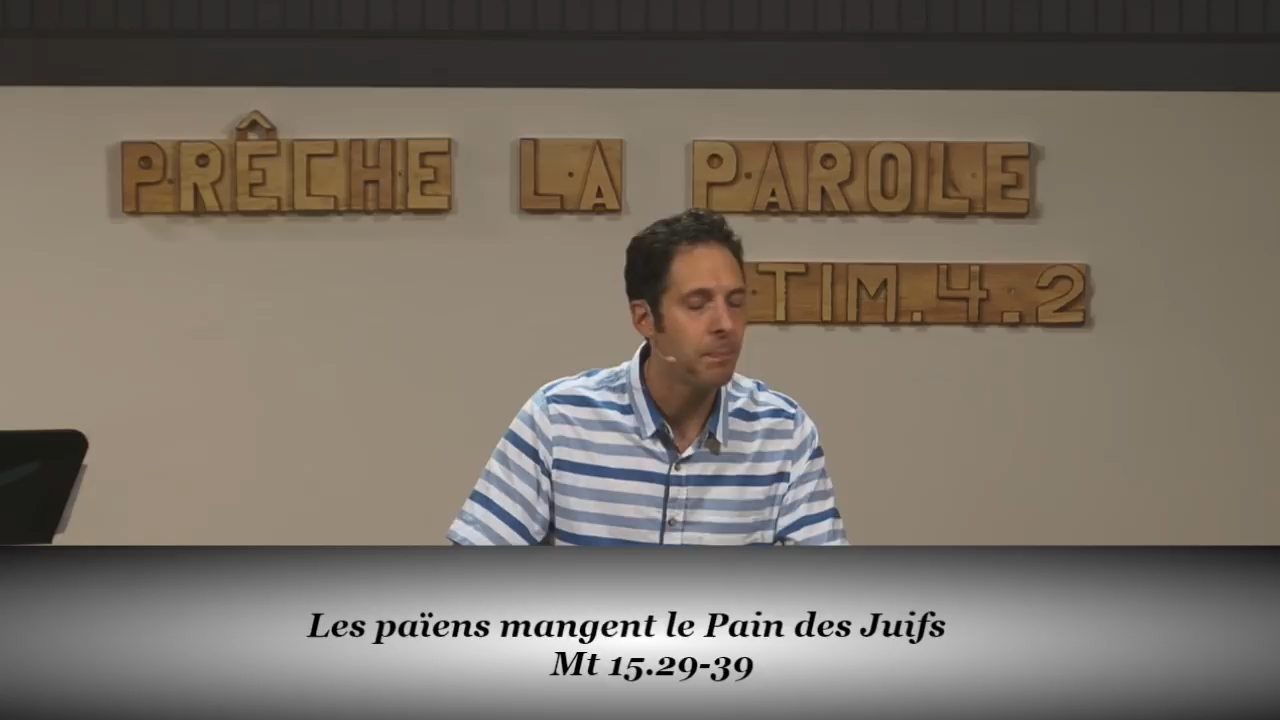 PRÊCHE LA PAROLE
TIM. 4.2
Les païens mangent le Pain des Juifs
Mt 15.29-39